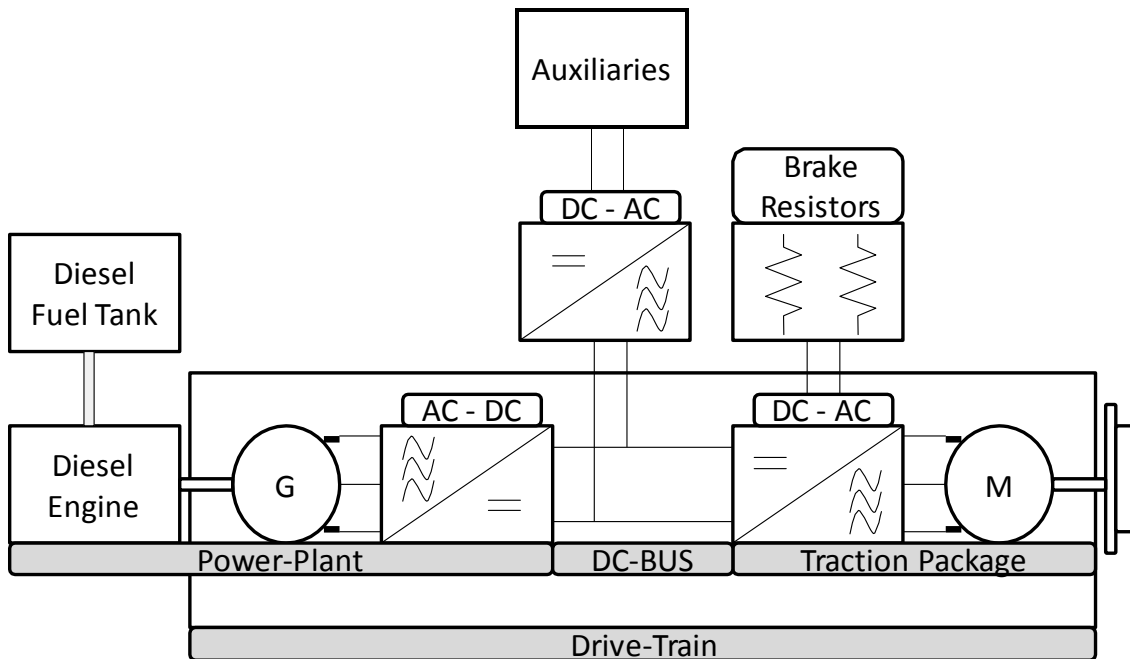 Auxiliaries
Brake
Resistors
DC - AC
Diesel
Fuel Tank
AC - DC
DC - AC
Diesel
Engine
G
M
Power-Plant
DC-BUS
Traction Package
Drive-Train